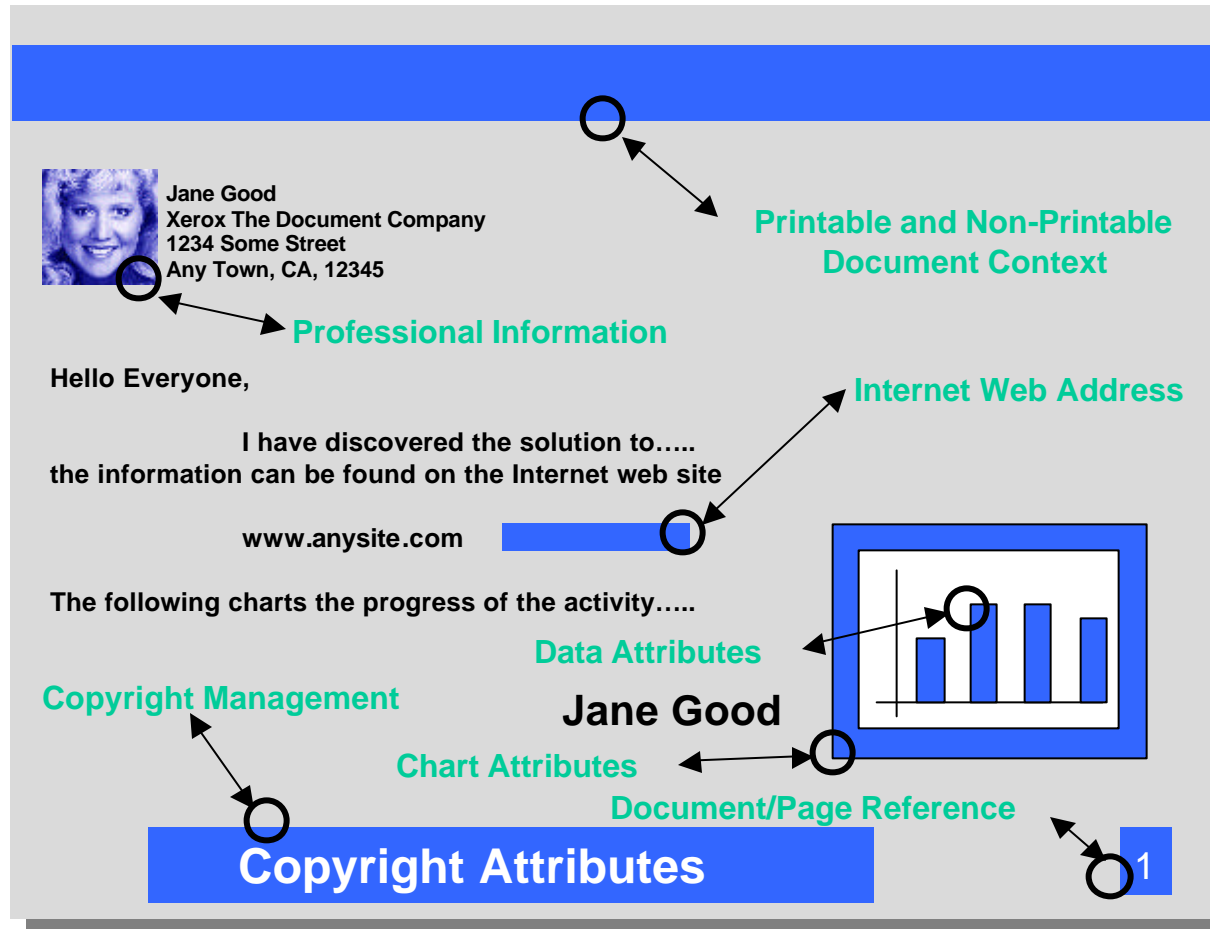 Jane Good
Xerox The Document Company
1234 Some Street
Any Town, CA, 12345
Printable and Non-Printable
Document Context
Professional Information
Hello Everyone,
Internet Web Address
I have discovered the solution to…..
the information can be found on the Internet web site
www.anysite.com
The following charts the progress of the activity…..
Data Attributes
Copyright Management
Jane Good
Chart Attributes
Document/Page Reference
Copyright Attributes
1